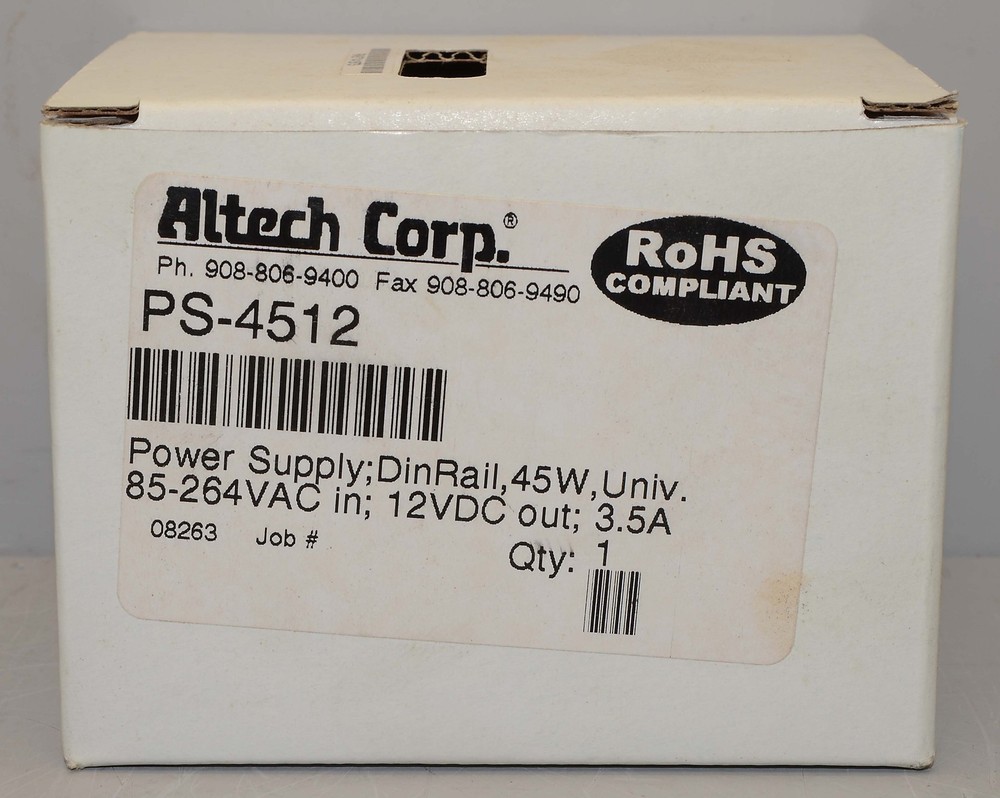 Altech Corp.®
Ph. 908-806-9400 Fax 908-806-9490
RoHS
COMPLIANT
PS-4512
Power Supply;DinRail,45W,Univ.
85-264VAC in; 12VDC out; 3.5A
08263 Job #
Qty: 1